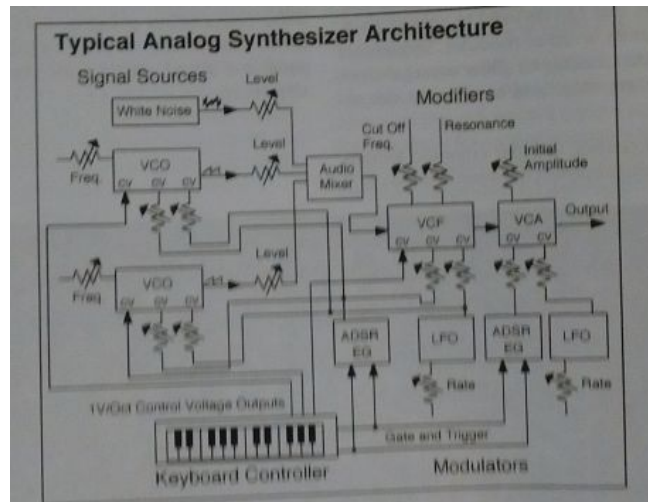 Typical Analog Synthesizer Architecture
Signal Sources
Level
Modifiers
White Noise
Cut Off
Freq.
Resonance
Level
Initial
Amplitude
VCO
Freq.
CV CV CV
Audio
Mixer
VCF
VCA
Output
CV CV CV
CV CV
Level
VCO
Freq
CV CV CV
ADSR
EG
LFO
ADSR
EG
LFO
Rate
Rate
1V/Oct Control Voltage Outputs
Gate and Trigger
Keyboard Controller
Modulators